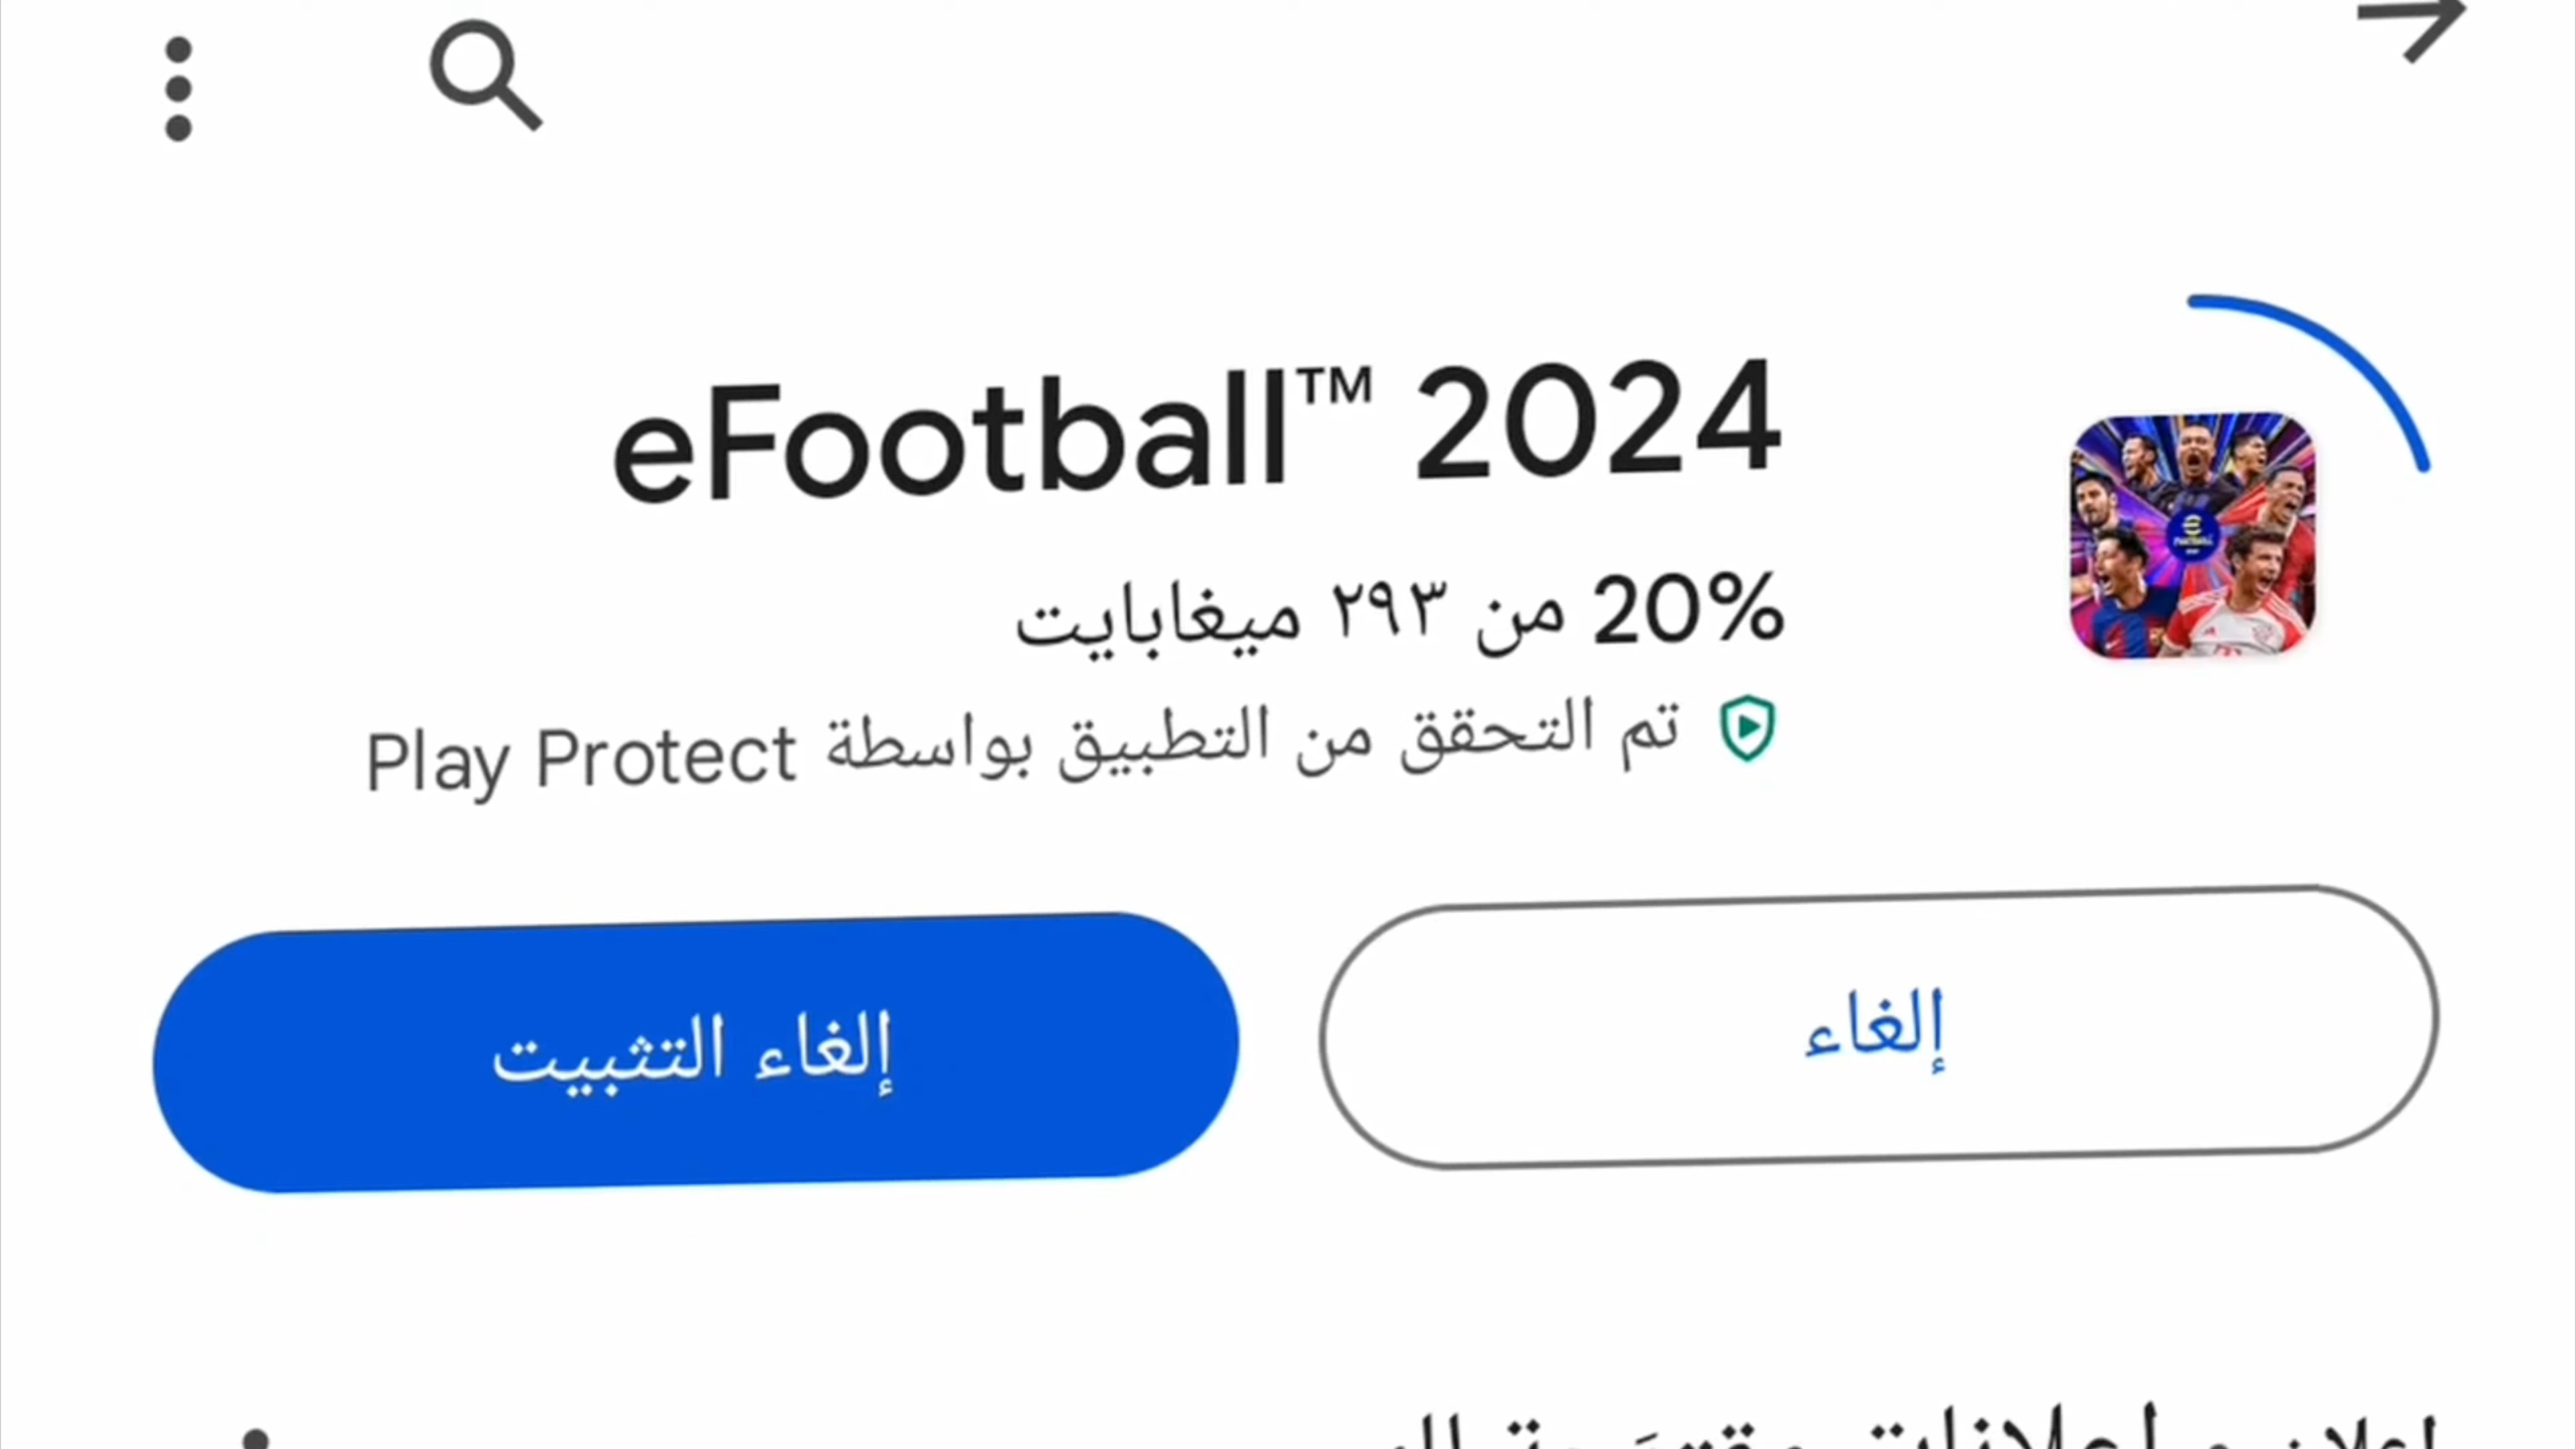 eFootball™ 2024
20% من ٢٩٣ ميغابايت
تم التحقق من التطبيق بواسطة Play Protect
إلغاء
إلغاء التثبيت